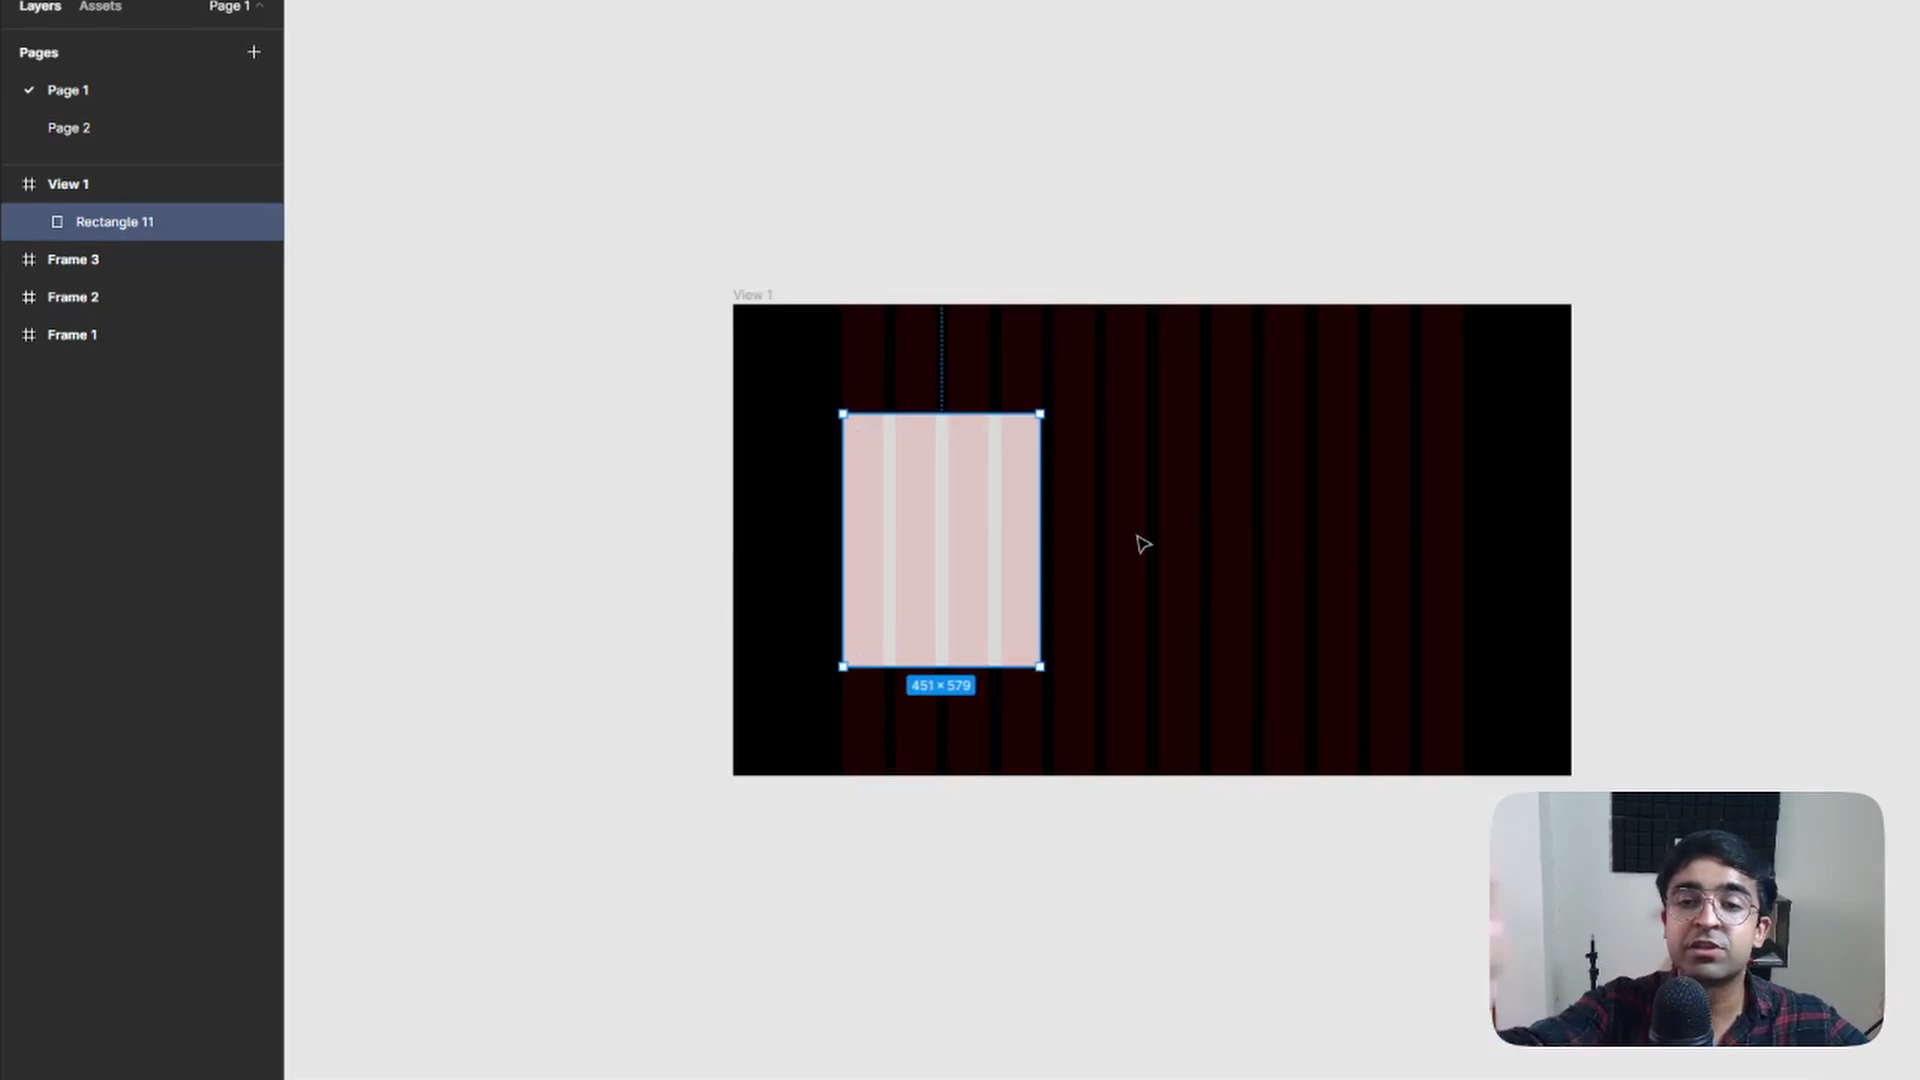 Layers Assets Page 1
Pages
Page 1
Page 2
View 1
Rectangle 11
Frame 3
Frame 2
Frame 1
View 1
451 × 579